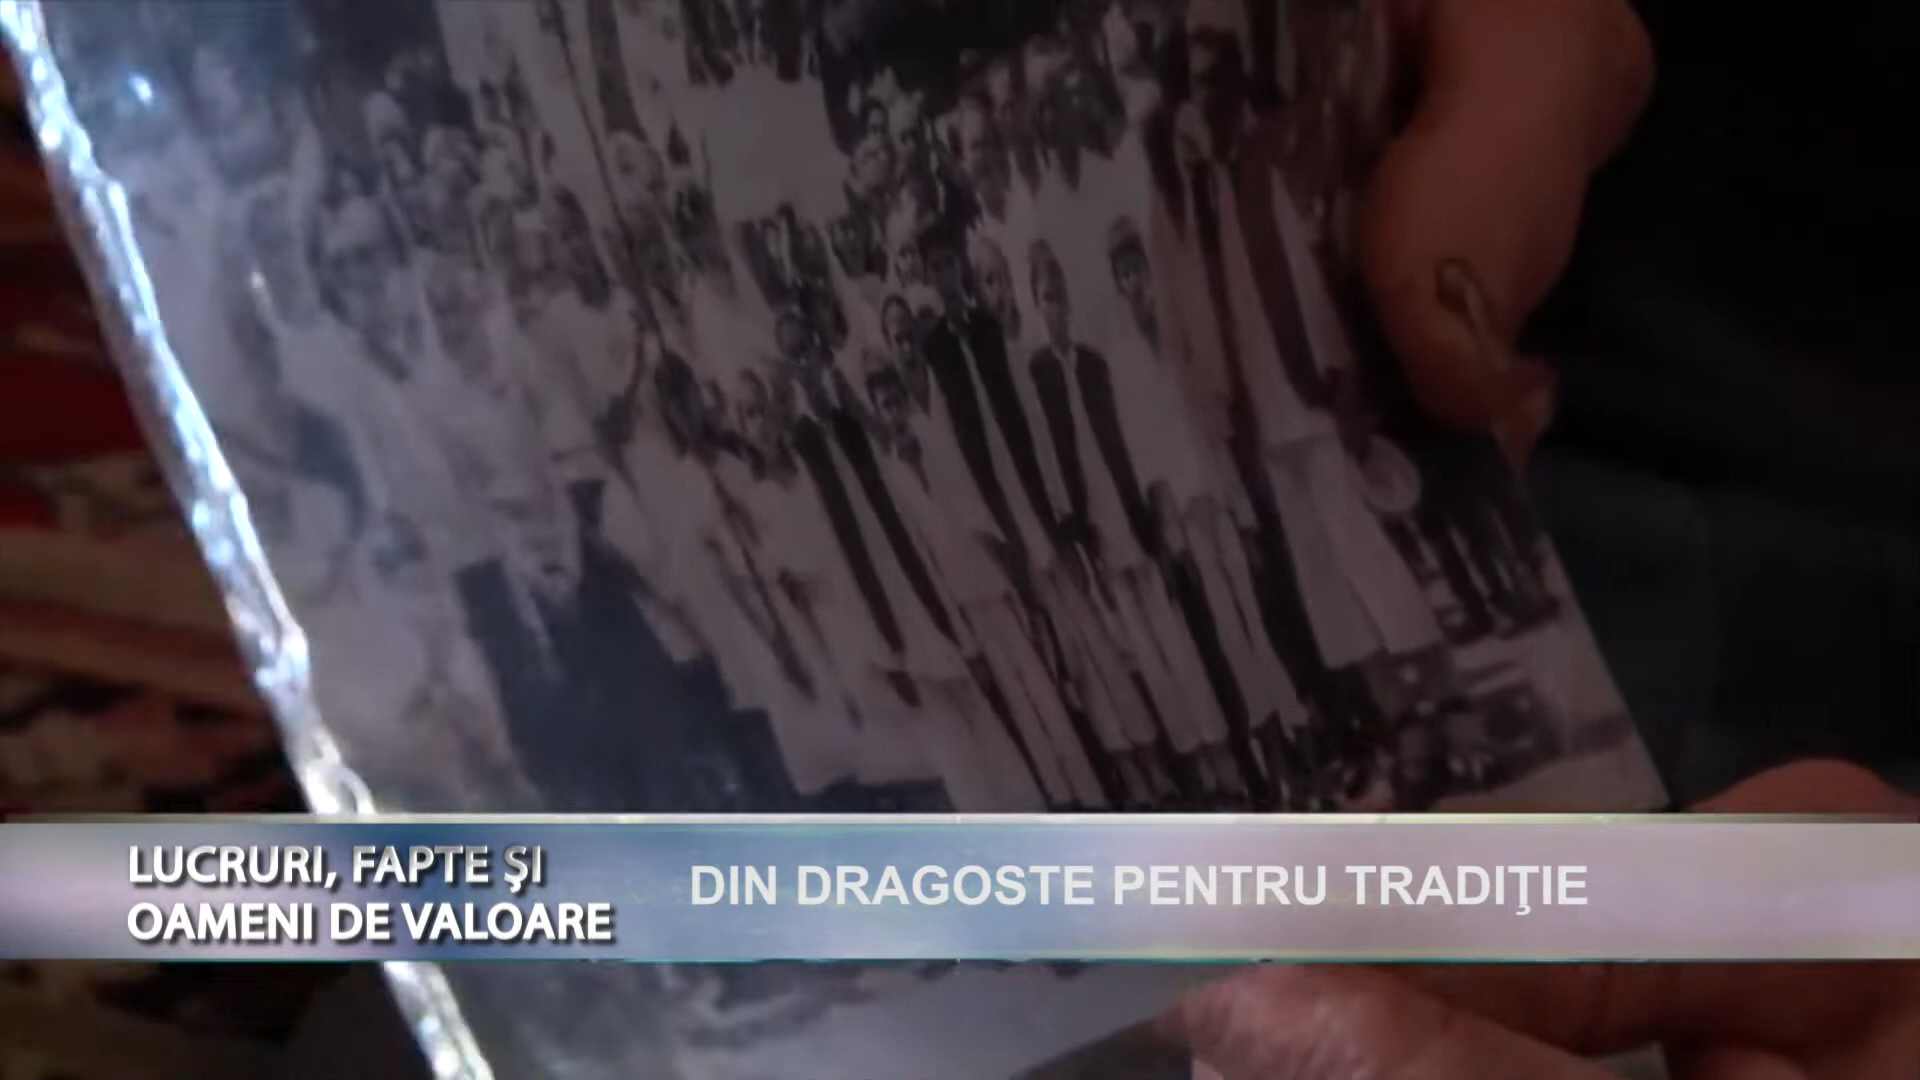 LUCRURI, FAPTE ŞI
OAMENI DE VALOARE
DIN DRAGOSTE PENTRU TRADIŢIE